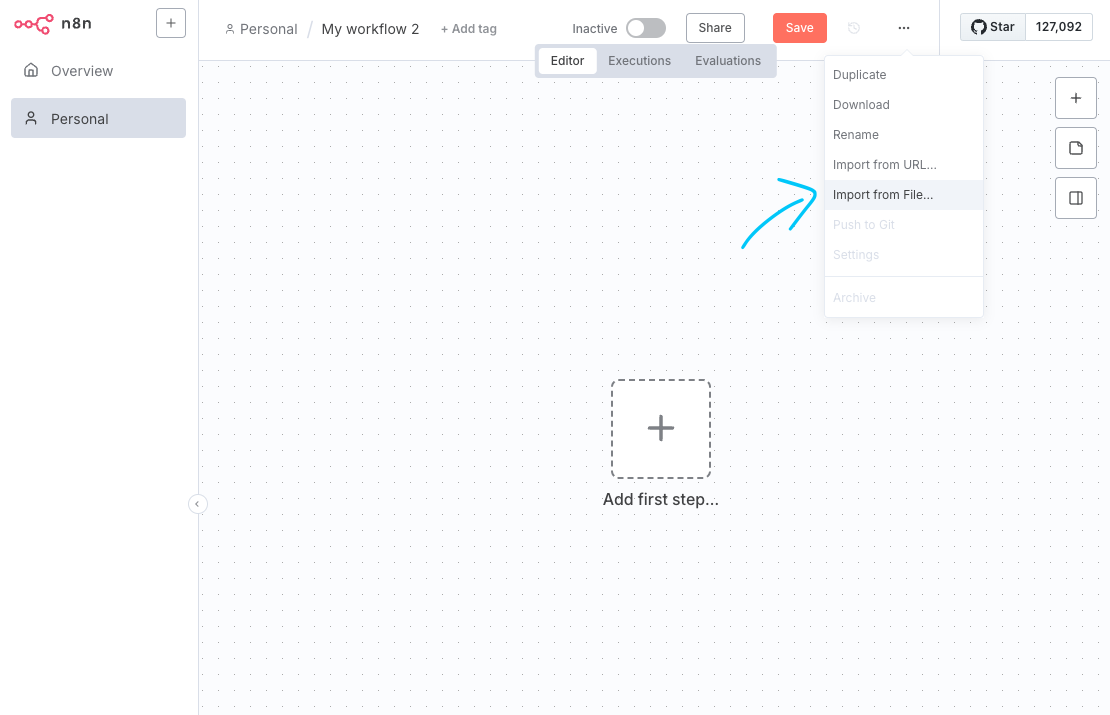 n8n
Overview
Personal
Personal / My workflow 2 + Add tag
Inactive
Share
Save
Star 127,092
Editor Executions Evaluations
Duplicate
Download
Rename
Import from URL...
Import from File...
Push to Git
Settings
Archive
Add first step...